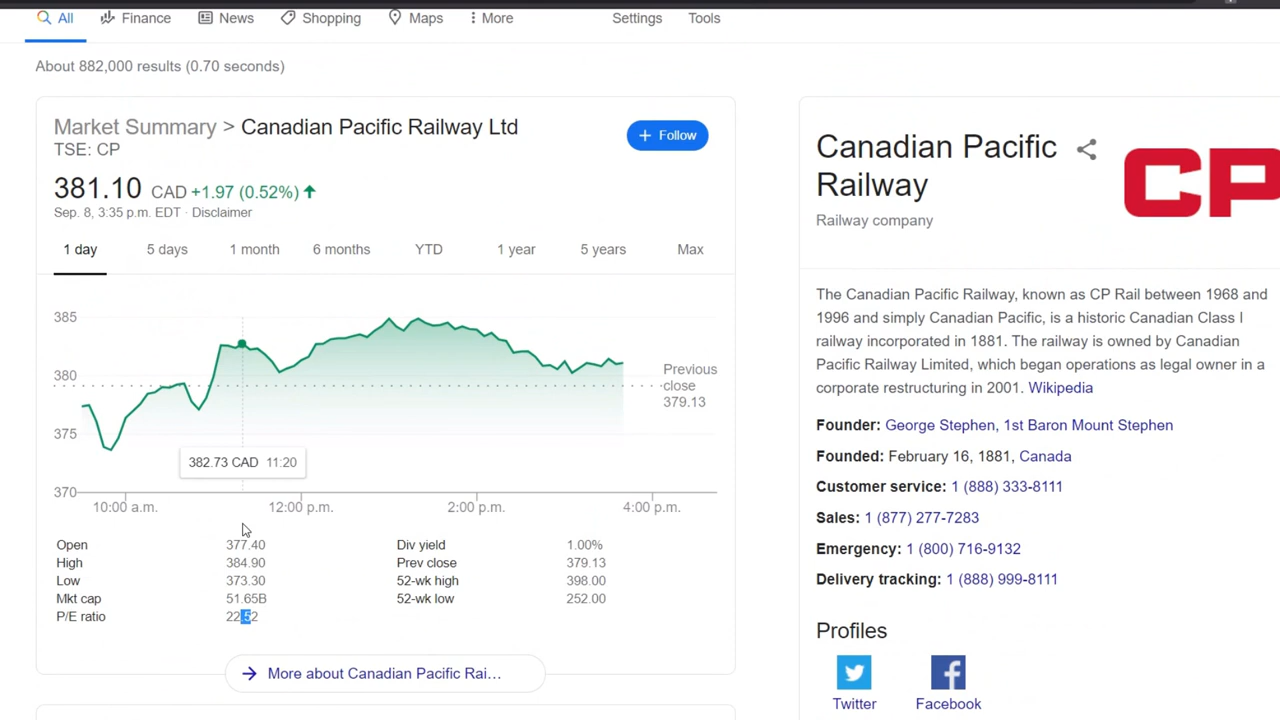 All Finance News Shopping Maps More Settings Tools
About 882,000 results (0.70 seconds)
Market Summary > Canadian Pacific Railway Ltd
TSE: CP
+ Follow
381.10 CAD +1.97 (0.52%)
Sep. 8, 3:35 p.m. EDT · Disclaimer
1 day 5 days 1 month 6 months YTD 1 year 5 years Max
385
380
375
370
Previous
close
379.13
382.73 CAD 11:20
10:00 a.m. 12:00 p.m. 2:00 p.m. 4:00 p.m.
Open 377.40 Div yield 1.00%
High 384.90 Prev close 379.13
Low 373.30 52-wk high 398.00
Mkt cap 51.65B 52-wk low 252.00
P/E ratio 22.52
More about Canadian Pacific Rai...
Canadian Pacific
Railway
Railway company
CP
The Canadian Pacific Railway, known as CP Rail between 1968 and
1996 and simply Canadian Pacific, is a historic Canadian Class I
railway incorporated in 1881. The railway is owned by Canadian
Pacific Railway Limited, which began operations as legal owner in a
corporate restructuring in 2001. Wikipedia
Founder: George Stephen, 1st Baron Mount Stephen
Founded: February 16, 1881, Canada
Customer service: 1 (888) 333-8111
Sales: 1 (877) 277-7283
Emergency: 1 (800) 716-9132
Delivery tracking: 1 (888) 999-8111
Profiles
Twitter Facebook